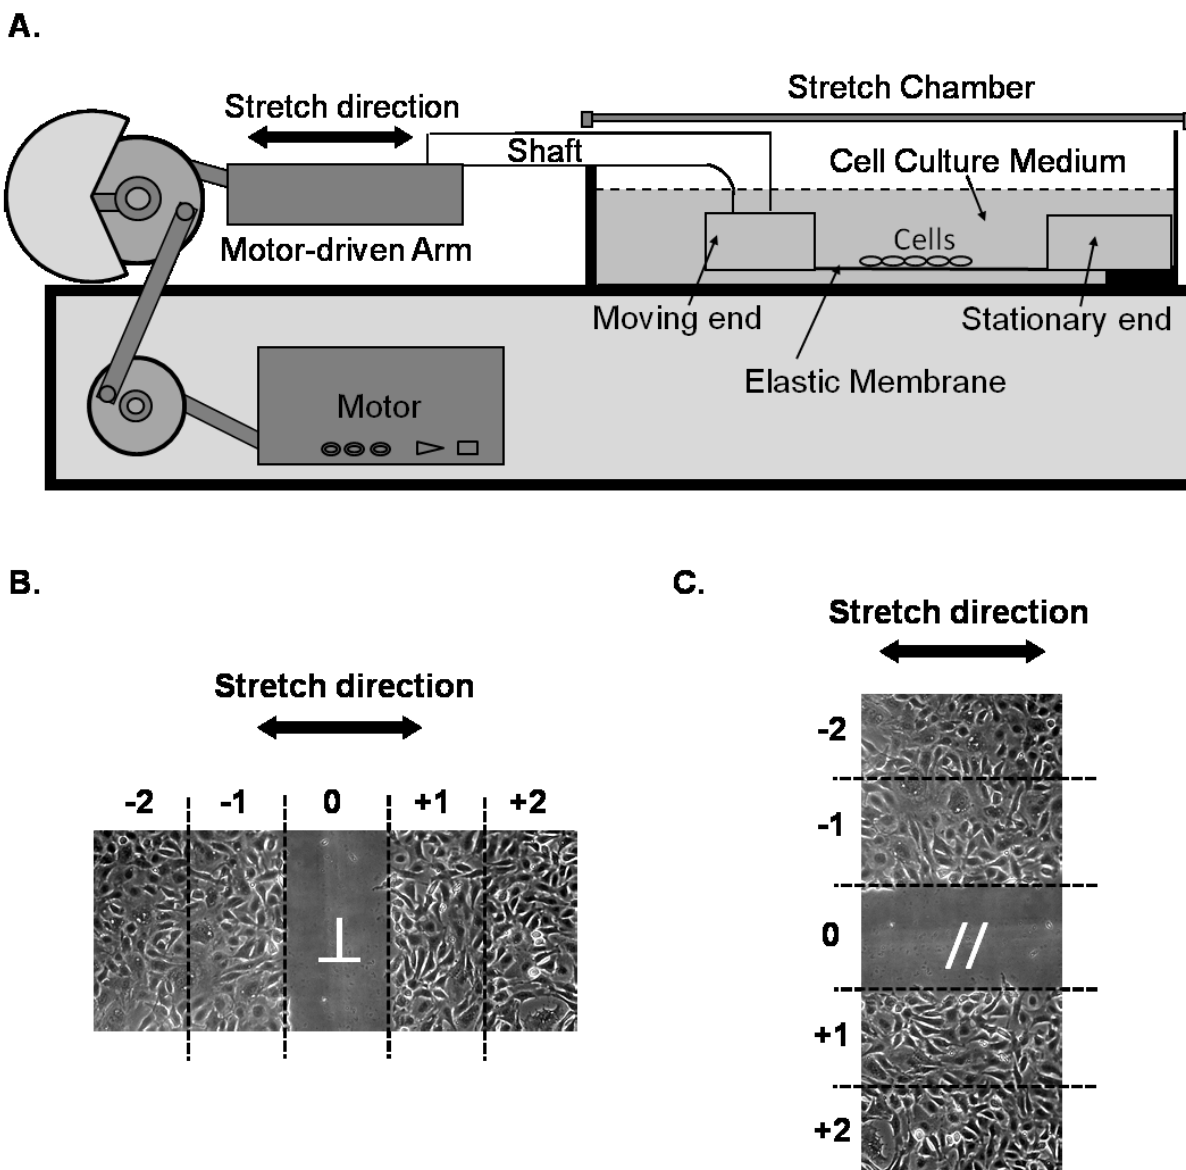 A.
Stretch Chamber
Stretch direction
Shaft
Cell Culture Medium
Cells
Motor-driven Arm
Moving end
Stationary end
Elastic Membrane
Motor
B.
C.
Stretch direction
Stretch direction
-2 -1 0 +1 +2
⊥
-2
-1
0
//
+1
+2